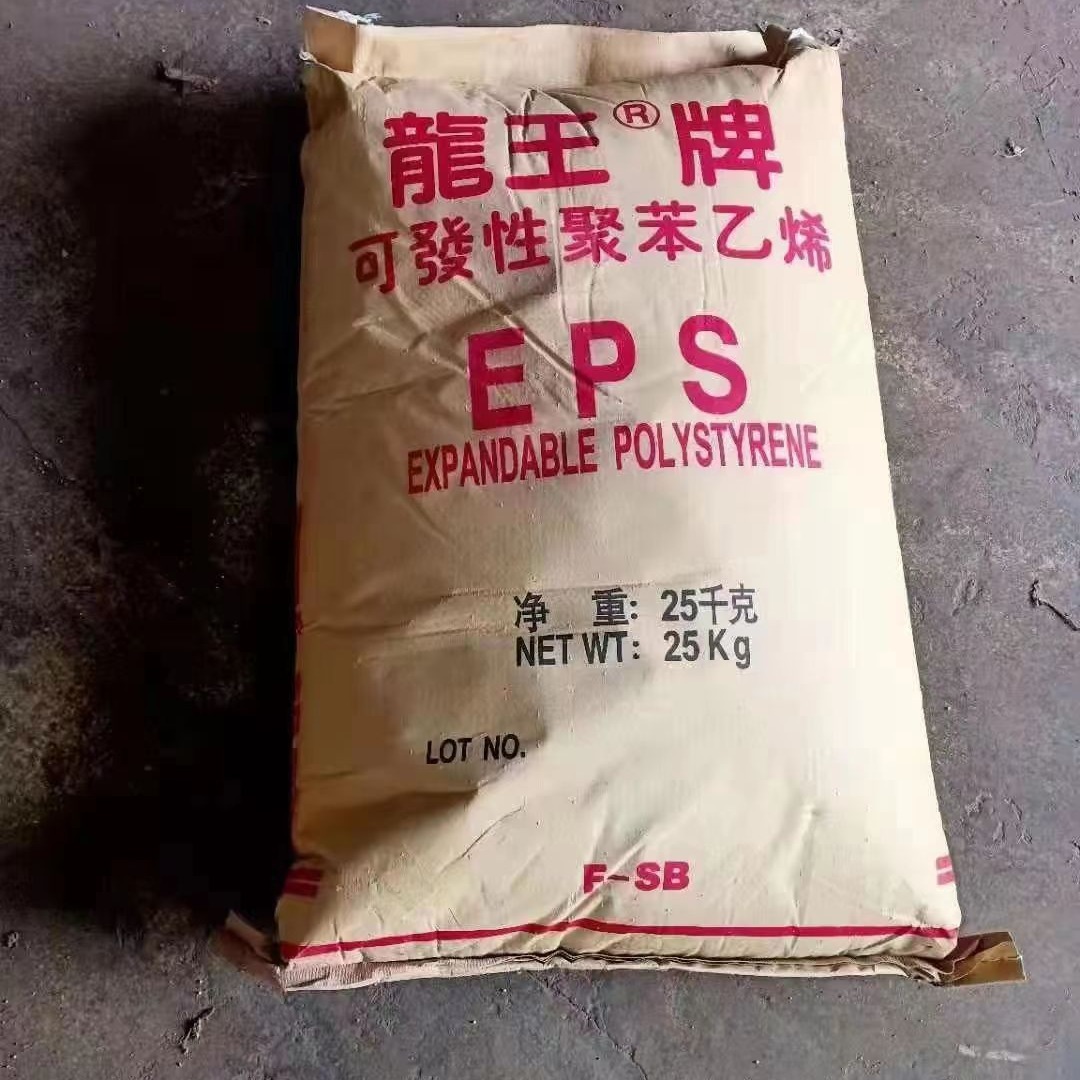 龍王®牌
可發性聚苯乙烯
EPS
EXPANDABLE POLYSTYRENE
净 重: 25千克
NET WT: 25Kg
LOT NO.
F-SB